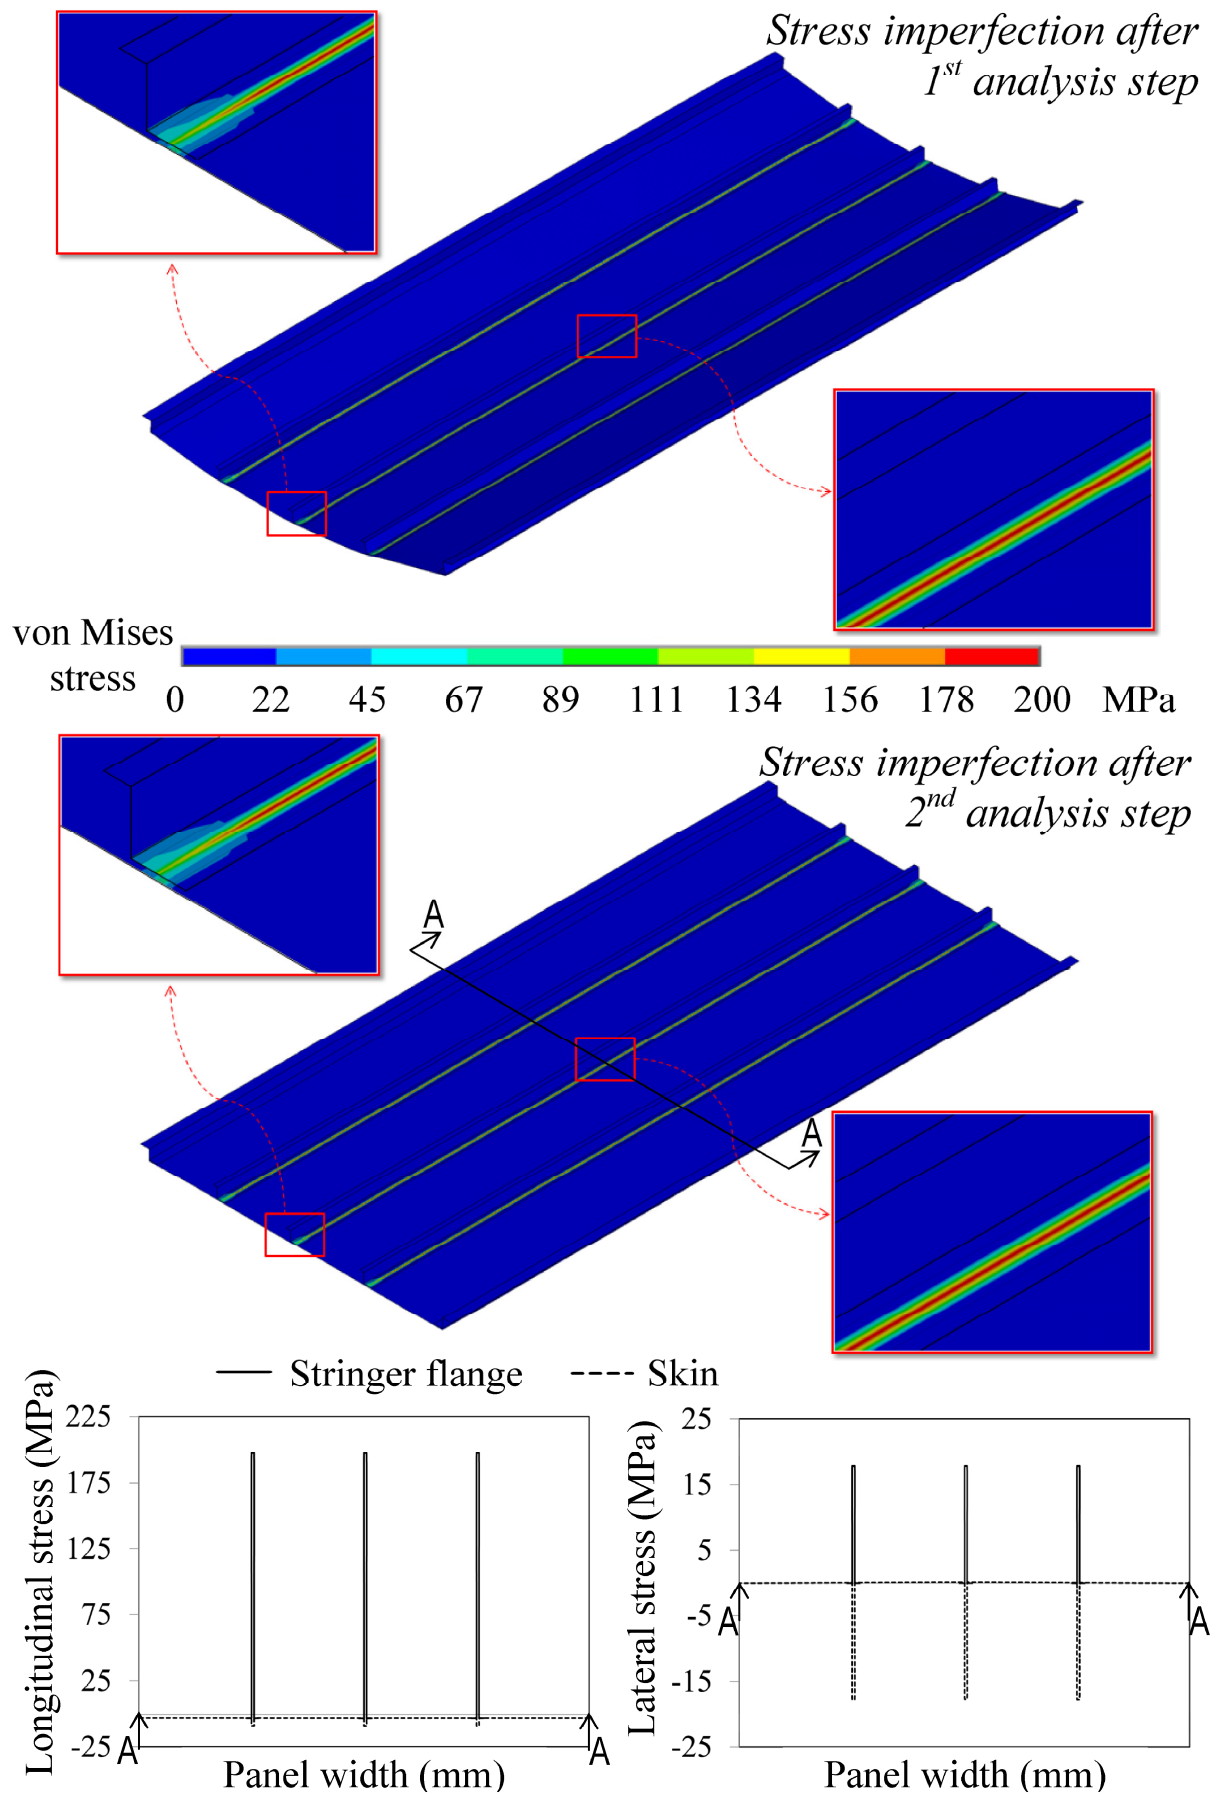 Stress imperfection after
1st analysis step
von Mises
stress
0 22 45 67 89 111 134 156 178 200 MPa
Stress imperfection after
2nd analysis step
A
A
Stringer flange Skin
Longitudinal stress (MPa)
225
175
125
75
25
-25
A
A
Panel width (mm)
Lateral stress (MPa)
25
15
5
-5
-15
-25
A
A
Panel width (mm)